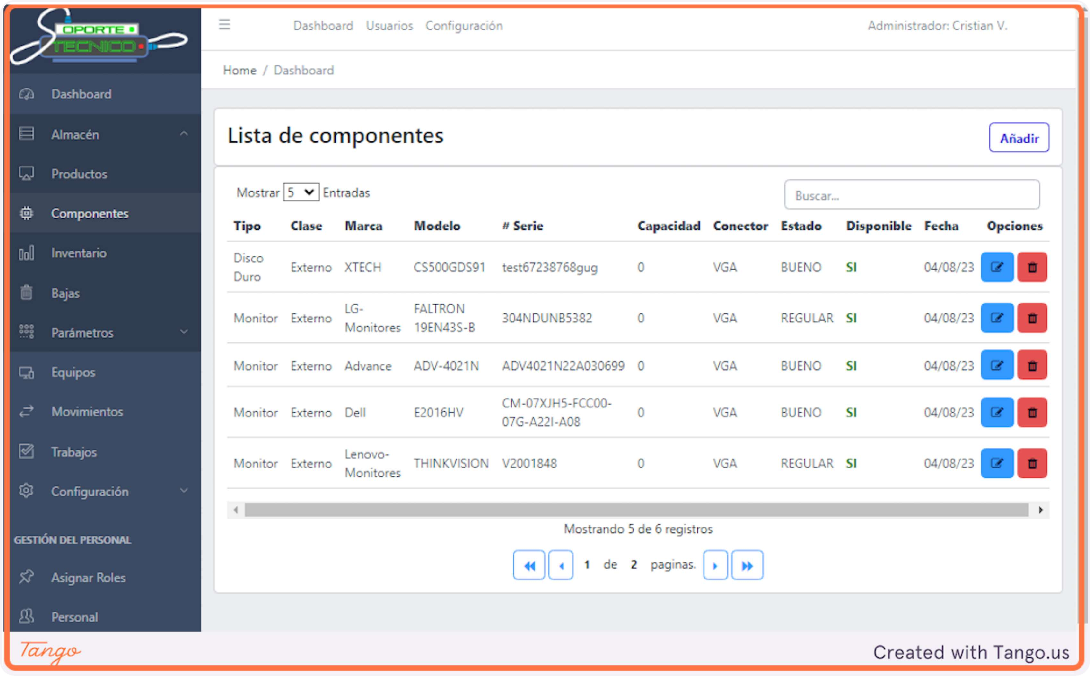 SOPORTE
TECNICO
Dashboard Usuarios Configuración
Administrador: Cristian V.
Home / Dashboard
Dashboard
Almacén
Productos
Componentes
Inventario
Bajas
Parámetros
Equipos
Movimientos
Trabajos
Configuración
GESTIÓN DEL PERSONAL
Asignar Roles
Personal
Lista de componentes
Añadir
Mostrar 5 Entradas
Buscar...
Tipo Clase Marca Modelo # Serie Capacidad Conector Estado Disponible Fecha Opciones
Disco Duro Externo XTECH CS500GDS91 test67238768gug 0 VGA BUENO SI 04/08/23
Monitor Externo LG-Monitores FALTRON 19EN43S-B 304NDUNB5382 0 VGA REGULAR SI 04/08/23
Monitor Externo Advance ADV-4021N ADV4021N22A030699 0 VGA BUENO SI 04/08/23
Monitor Externo Dell E2016HV CM-07XJH5-FCC00-07G-A22I-A08 0 VGA BUENO SI 04/08/23
Monitor Externo Lenovo-Monitores THINKVISION V2001848 0 VGA REGULAR SI 04/08/23
Mostrando 5 de 6 registros
1 de 2 paginas.
Tango
Created with Tango.us